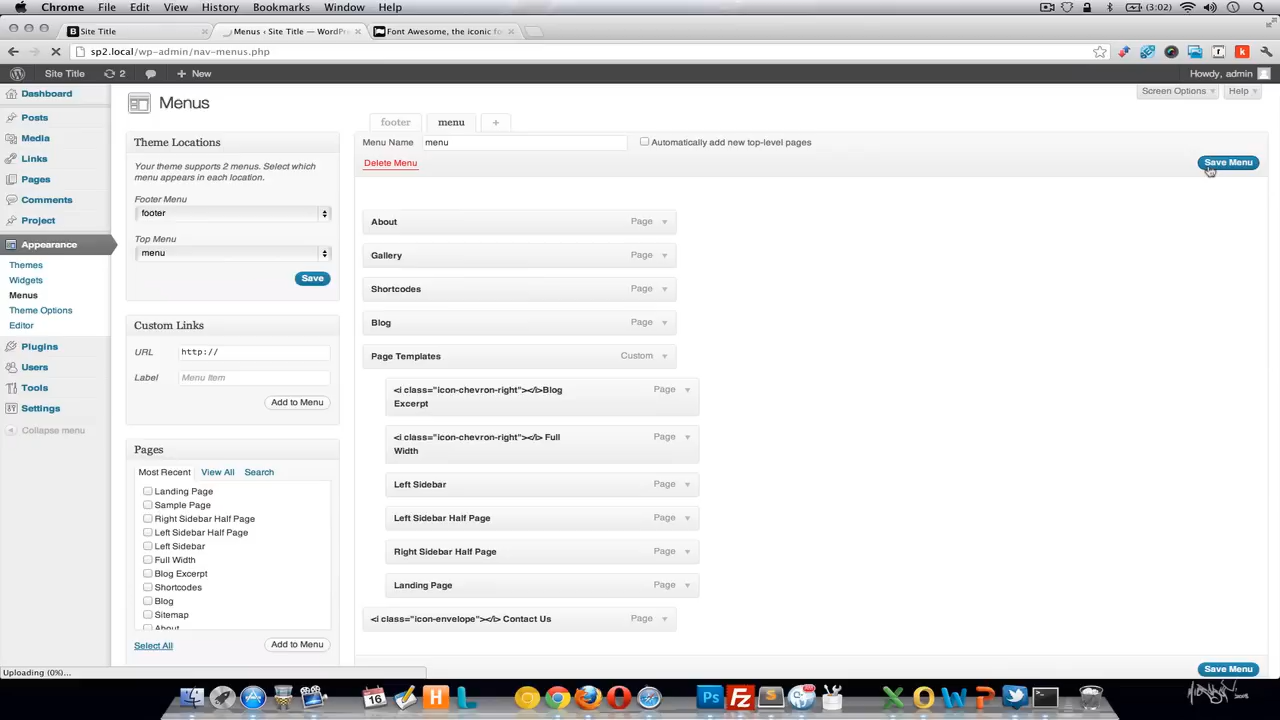 Chrome File Edit View History Bookmarks Window Help (3:02)
Site Title Menus ‹ Site Title — WordPr Font Awesome, the iconic fo
sp2.local/wp-admin/nav-menus.php
Site Title 2 + New Howdy, admin
Screen Options Help
Dashboard
Posts
Media
Links
Pages
Comments
Project
Appearance
Themes
Widgets
Menus
Theme Options
Editor
Plugins
Users
Tools
Settings
Collapse menu
Menus
Theme Locations
Your theme supports 2 menus. Select which
menu appears in each location.
Footer Menu
footer
Top Menu
menu
Save
Custom Links
URL http://
Label Menu Item
Add to Menu
Pages
Most Recent View All Search
Landing Page
Sample Page
Right Sidebar Half Page
Left Sidebar Half Page
Left Sidebar
Full Width
Blog Excerpt
Shortcodes
Blog
Sitemap
About
Select All Add to Menu
footer menu +
Menu Name menu Automatically add new top-level pages
Delete Menu Save Menu
About Page
Gallery Page
Shortcodes Page
Blog Page
Page Templates Custom
<i class="icon-chevron-right"></i>Blog Page
Excerpt
<i class="icon-chevron-right"></i> Full Page
Width
Left Sidebar Page
Left Sidebar Half Page Page
Right Sidebar Half Page Page
Landing Page Page
<i class="icon-envelope"></i> Contact Us Page
Save Menu
Uploading (0%)...
16 H L Ps Fz S X O W P